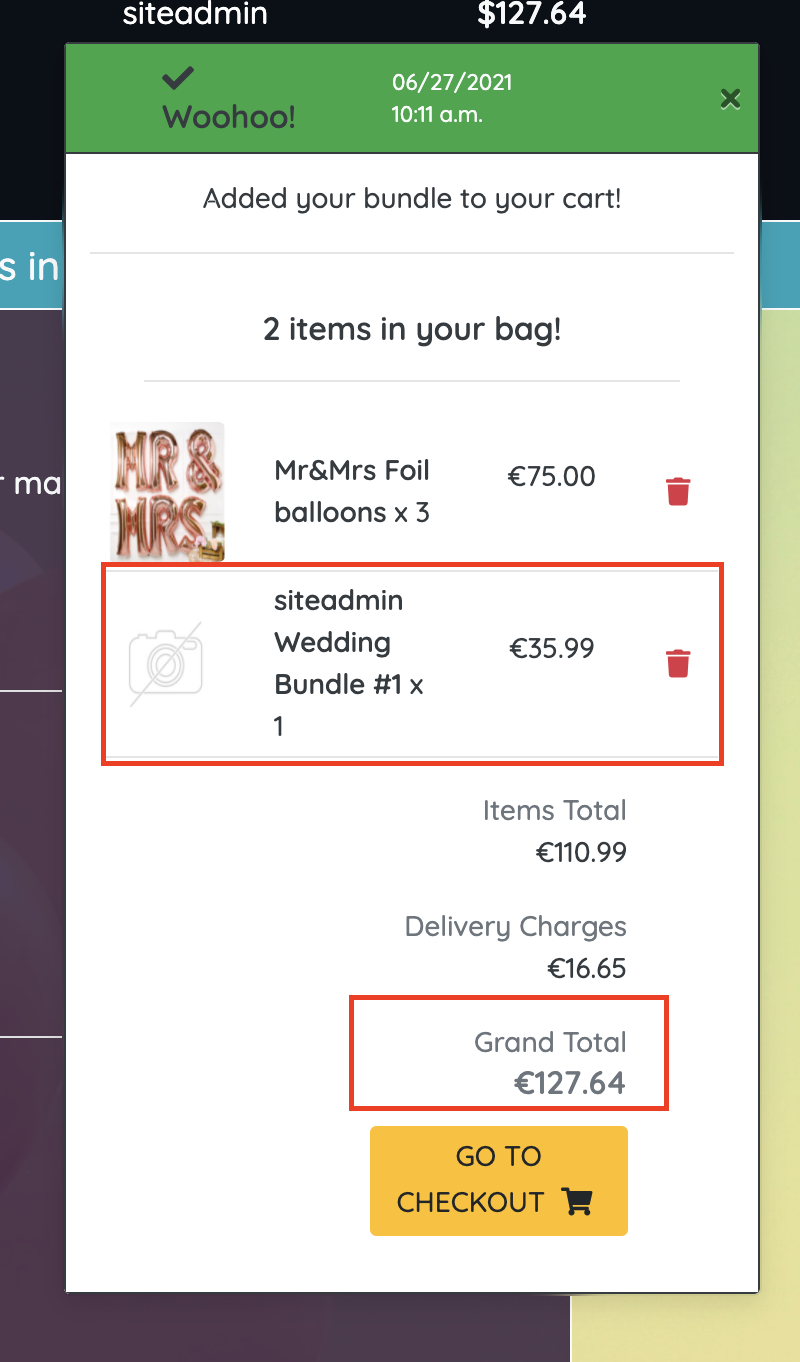 siteadmin $127.64
Woohoo!
06/27/2021
10:11 a.m.
Added your bundle to your cart!
s in
2 items in your bag!
r ma
MR &
MRS.
Mr&Mrs Foil
balloons x 3
€75.00
siteadmin
Wedding
Bundle #1 x
1
€35.99
Items Total
€110.99
Delivery Charges
€16.65
Grand Total
€127.64
GO TO
CHECKOUT